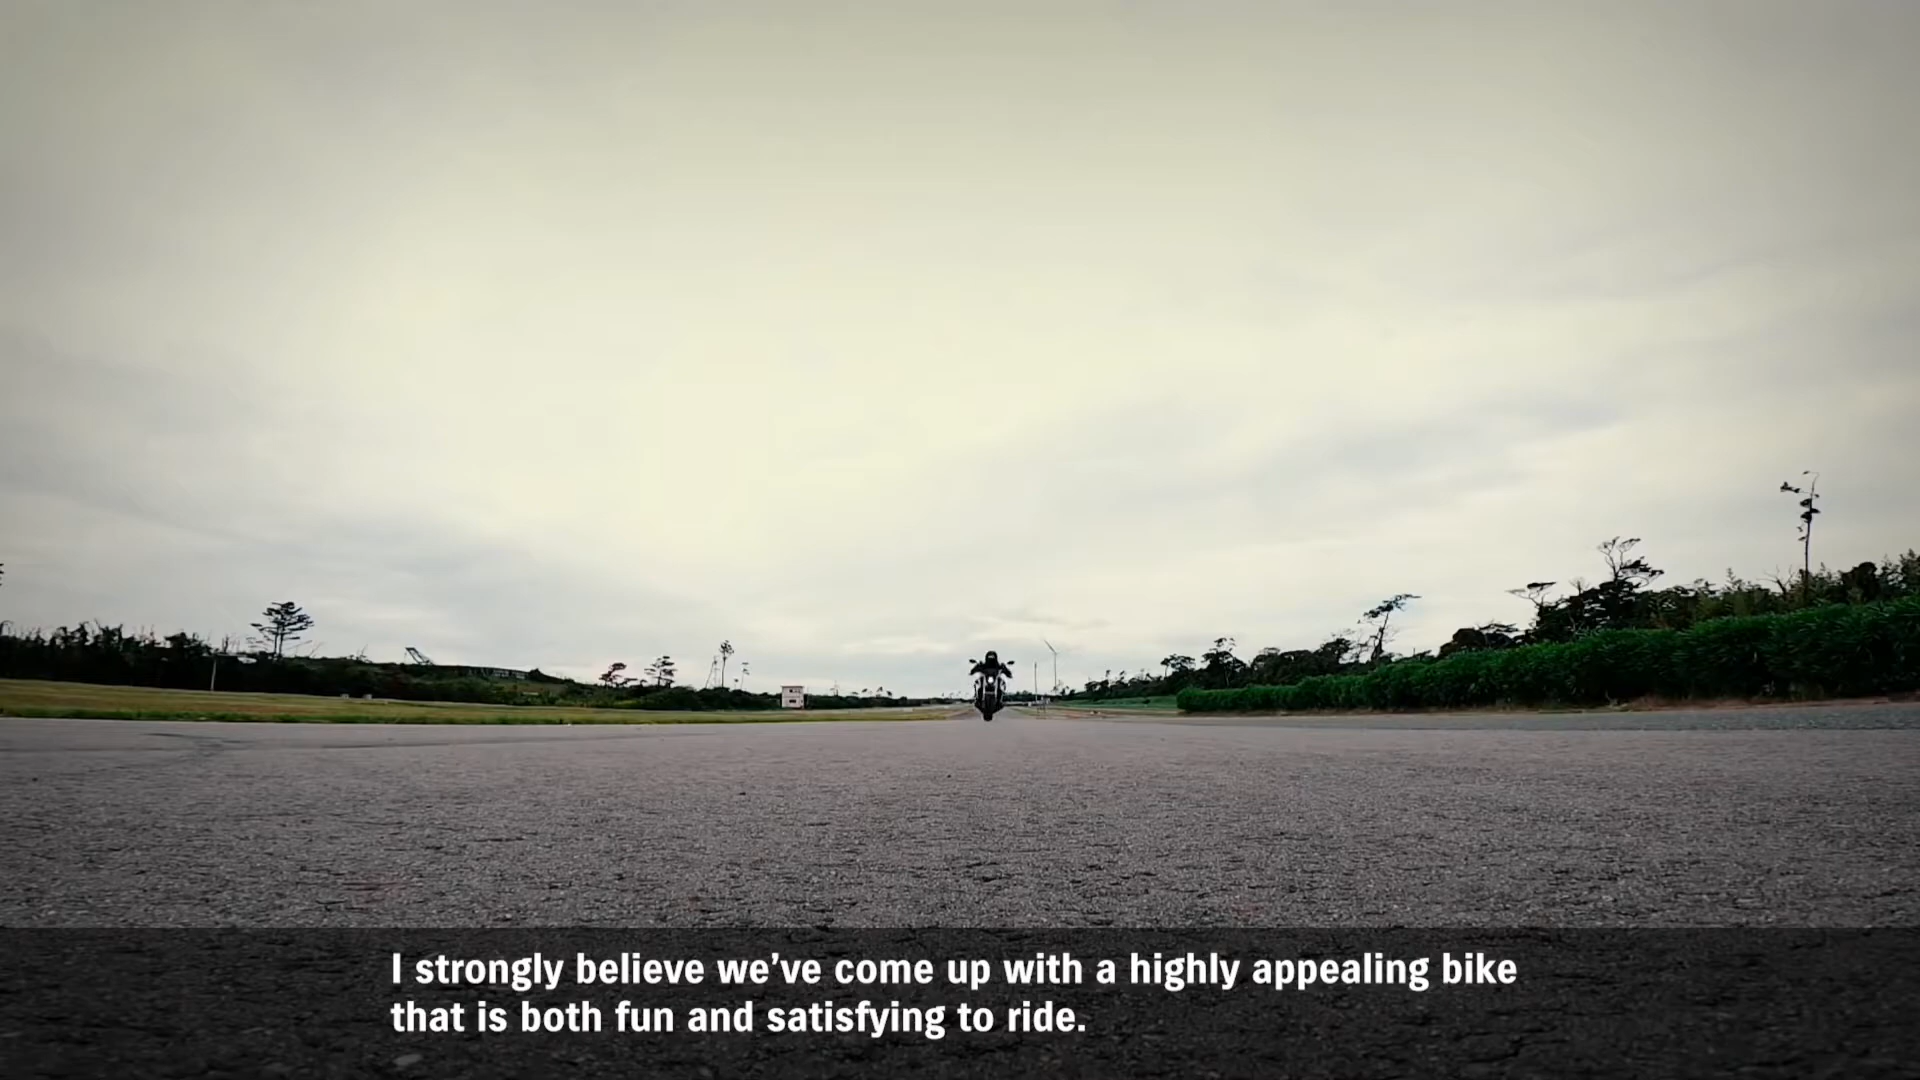 I strongly believe we’ve come up with a highly appealing bike
that is both fun and satisfying to ride.